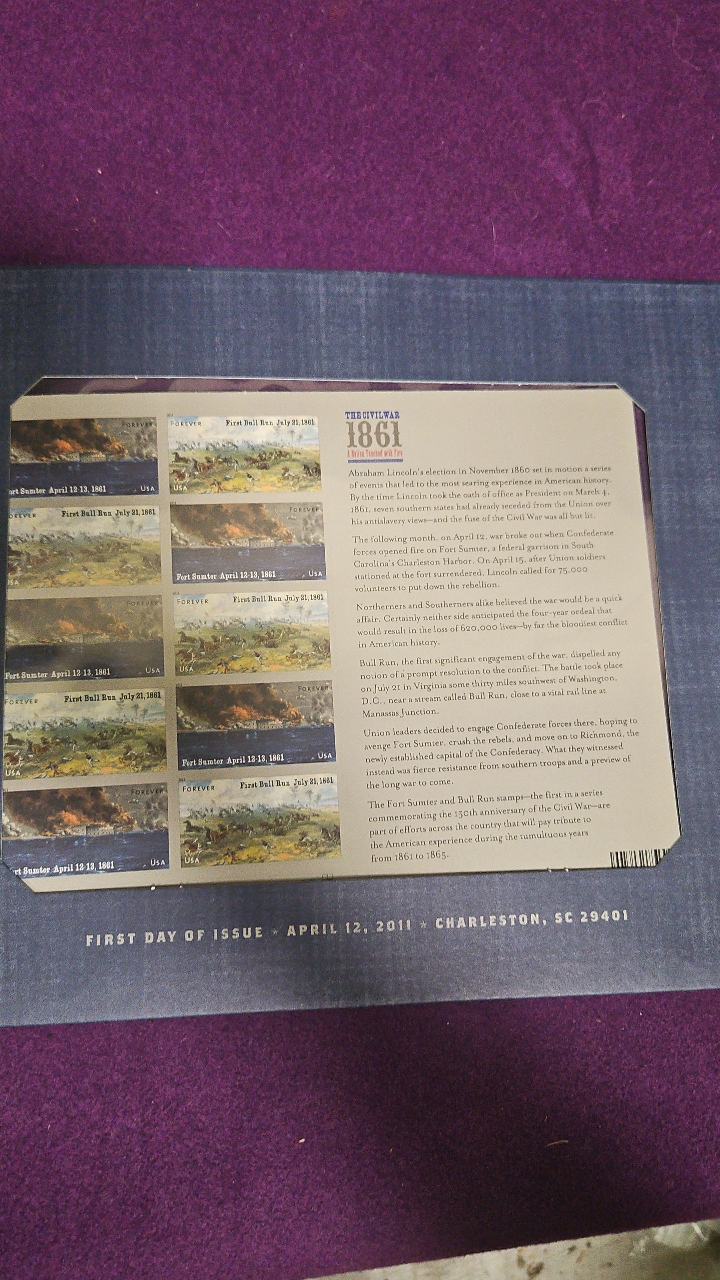 FOREVER
rt Sumter April 12-13, 1861
USA
FOREVER
First Bull Run July 21, 1861
USA
OREVER
First Bull Run July 21, 1861
SA
FOREVER
Fort Sumter April 12-13, 1861
USA
FOREVER
Fort Sumter April 12-13, 1861
USA
FOREVER
First Bull Run July 21, 1861
USA
FOREVER
First Bull Run July 21, 1861
USA
FOREVER
Fort Sumter April 12-13, 1861
USA
FOREVER
rt Sumter April 12-13, 1861
USA
FOREVER
First Bull Run July 21, 1861
USA
THE CIVIL WAR
1861
A Nation Touched with Fire
Abraham Lincoln's election in November 1860 set in motion a series
of events that led to the most searing experience in American history.
By the time Lincoln took the oath of office as President on March 4,
1861, seven southern states had already seceded from the Union over
his antislavery views—and the fuse of the Civil War was all but lit.
The following month, on April 12, war broke out when Confederate
forces opened fire on Fort Sumter, a federal garrison in South
Carolina's Charleston Harbor. On April 15, after Union soldiers
stationed at the fort surrendered, Lincoln called for 75,000
volunteers to put down the rebellion.
Northerners and Southerners alike believed the war would be a quick
affair. Certainly neither side anticipated the four-year ordeal that
would result in the loss of 620,000 lives—by far the bloodiest conflict
in American history.
Bull Run, the first significant engagement of the war, dispelled any
notion of a prompt resolution to the conflict. The battle took place
on July 21 in Virginia some thirty miles southwest of Washington,
D.C., near a stream called Bull Run, close to a vital rail line at
Manassas Junction.
Union leaders decided to engage Confederate forces there, hoping to
avenge Fort Sumter, crush the rebels, and move on to Richmond, the
newly established capital of the Confederacy. What they witnessed
instead was fierce resistance from southern troops and a preview of
the long war to come.
The Fort Sumter and Bull Run stamps—the first in a series
commemorating the 150th anniversary of the Civil War—are
part of efforts across the country that will pay tribute to
the American experience during the tumultuous years
from 1861 to 1865.
FIRST DAY OF ISSUE ★ APRIL 12, 2011 ★ CHARLESTON, SC 29401